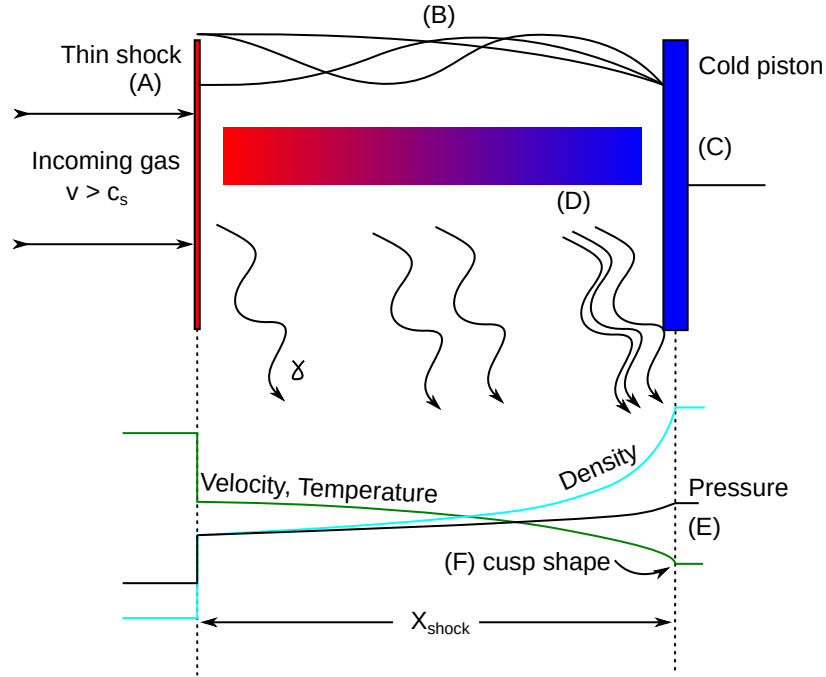 (B)
Thin shock
(A)
Cold piston
Incoming gas
v > cₛ
(C)
(D)
ɣ
Density
Velocity, Temperature
Pressure
(E)
(F) cusp shape
Xshock